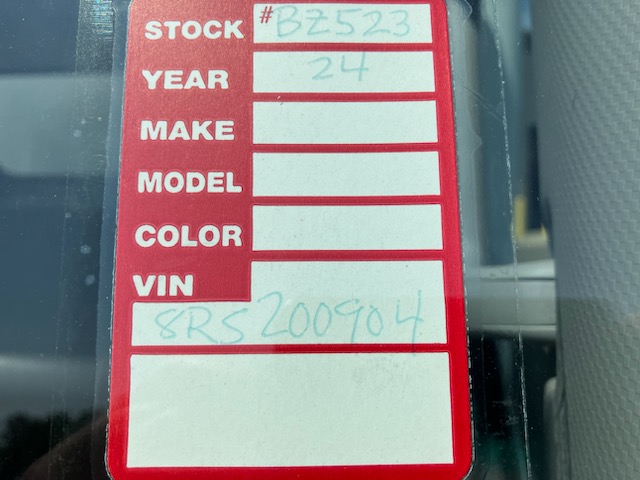 STOCK #BZ523
YEAR 24
MAKE
MODEL
COLOR
VIN
8RS200904